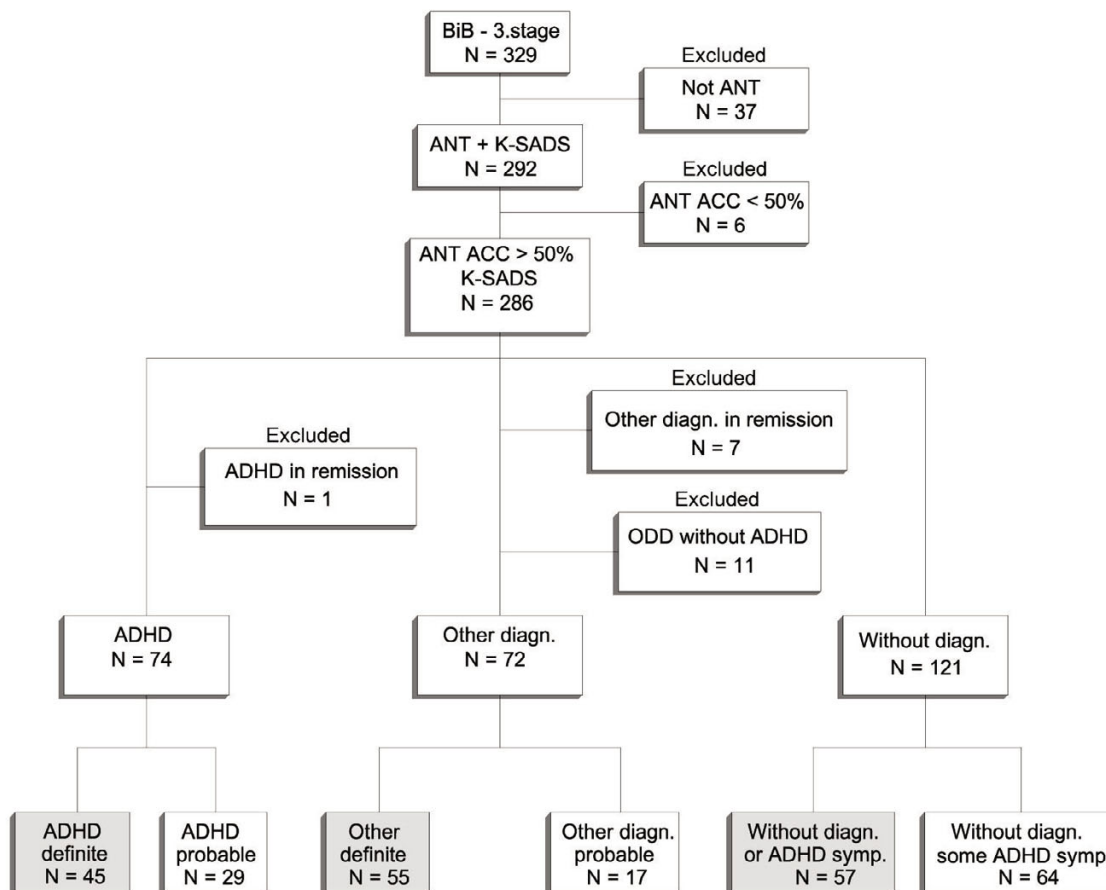 BiB - 3.stage
N = 329
Excluded
Not ANT
N = 37
ANT + K-SADS
N = 292
Excluded
ANT ACC < 50%
N = 6
ANT ACC > 50%
K-SADS
N = 286
Excluded
Other diagn. in remission
N = 7
Excluded
ADHD in remission
N = 1
Excluded
ODD without ADHD
N = 11
ADHD
N = 74
Other diagn.
N = 72
Without diagn.
N = 121
ADHD
definite
N = 45
ADHD
probable
N = 29
Other
definite
N = 55
Other diagn.
probable
N = 17
Without diagn.
or ADHD symp.
N = 57
Without diagn.
some ADHD symp
N = 64